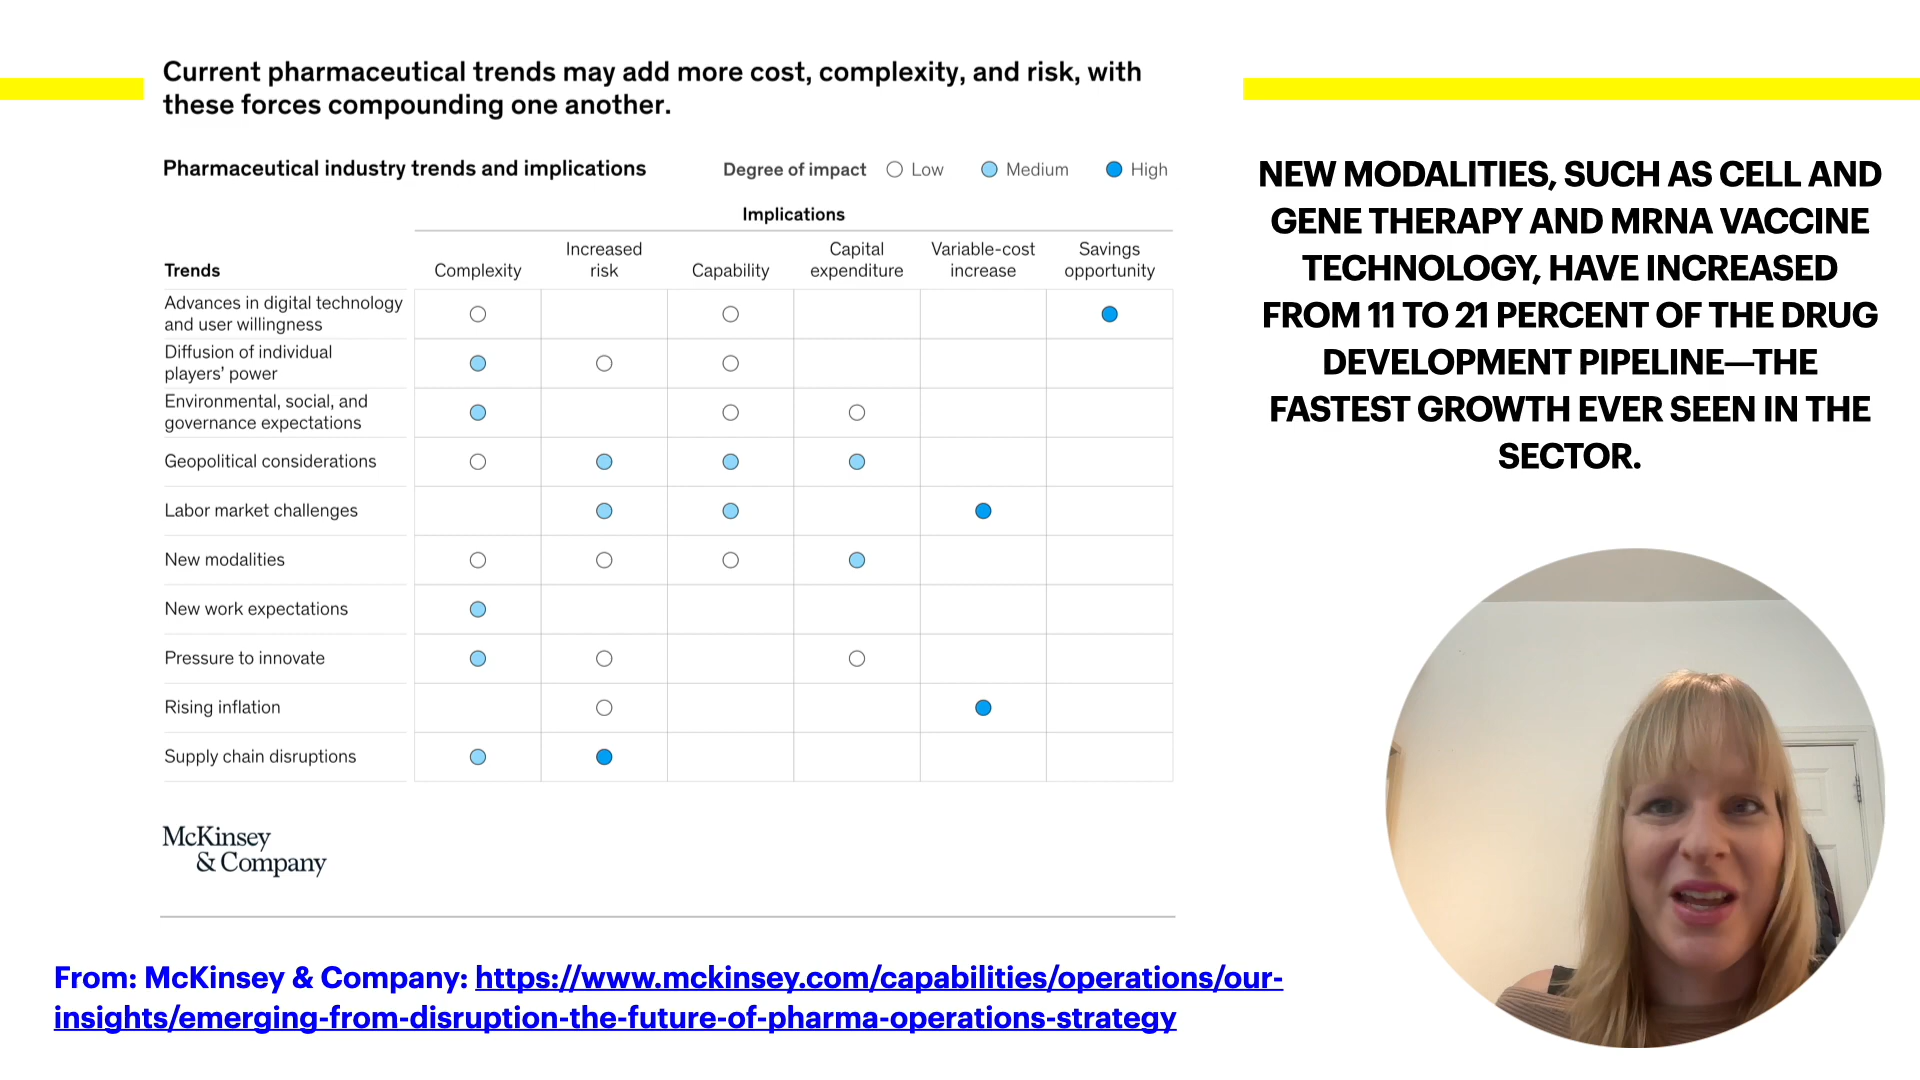 Current pharmaceutical trends may add more cost, complexity, and risk, with
these forces compounding one another.
Pharmaceutical industry trends and implications
Degree of impact Low Medium High
Implications
Trends
Complexity
Increased
risk
Capability
Capital
expenditure
Variable-cost
increase
Savings
opportunity
Advances in digital technology
and user willingness
Diffusion of individual
players’ power
Environmental, social, and
governance expectations
Geopolitical considerations
Labor market challenges
New modalities
New work expectations
Pressure to innovate
Rising inflation
Supply chain disruptions
McKinsey
& Company
NEW MODALITIES, SUCH AS CELL AND
GENE THERAPY AND MRNA VACCINE
TECHNOLOGY, HAVE INCREASED
FROM 11 TO 21 PERCENT OF THE DRUG
DEVELOPMENT PIPELINE—THE
FASTEST GROWTH EVER SEEN IN THE
SECTOR.
From: McKinsey & Company: https://www.mckinsey.com/capabilities/operations/our-
insights/emerging-from-disruption-the-future-of-pharma-operations-strategy